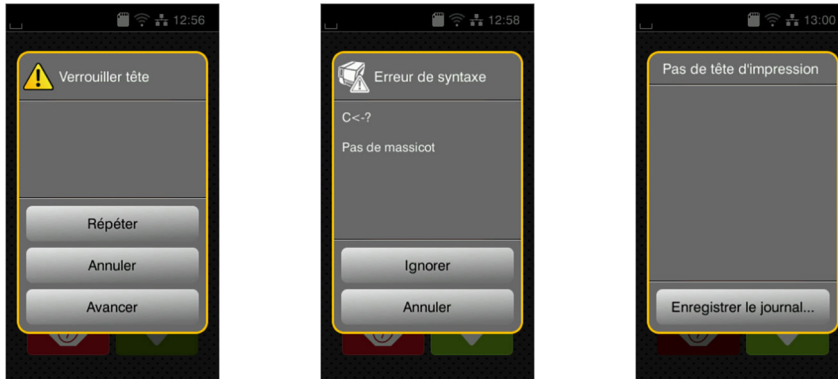 12:56
Verrouiller tête
Répéter
Annuler
Avancer
12:58
Erreur de syntaxe
C<-?
Pas de massicot
Ignorer
Annuler
13:00
Pas de tête d'impression
Enregistrer le journal...